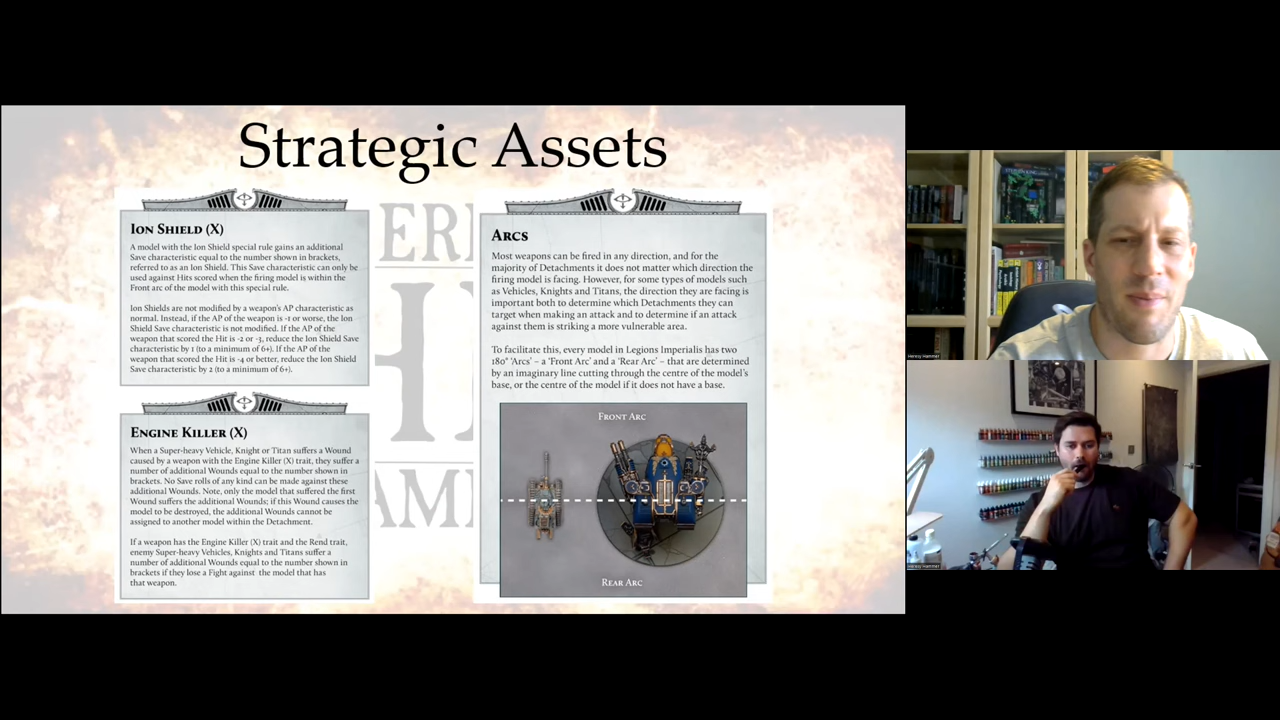 Strategic Assets
ION SHIELD (X)
A model with the Ion Shield special rule gains an additional
Save characteristic equal to the number shown in brackets,
referred to as an Ion Shield. This Save characteristic can only be
used against Hits scored when the firing model is within the
Front arc of the model with this special rule.
Ion Shields are not modified by a weapon's AP characteristic as
normal. Instead, if the AP of the weapon is -1 or worse, the Ion
Shield Save characteristic is not modified. If the AP of the
weapon that scored the Hit is -2 or -3, reduce the Ion Shield Save
characteristic by 1 (to a minimum of 6+). If the AP of the
weapon that scored the Hit is -4 or better, reduce the Ion Shield
Save characteristic by 2 (to a minimum of 6+).
ENGINE KILLER (X)
When a Super-heavy Vehicle, Knight or Titan suffers a Wound
caused by a weapon with the Engine Killer (X) trait, they suffer a
number of additional Wounds equal to the number shown in
brackets. No Save rolls of any kind can be made against these
additional Wounds. Note, only the model that suffered the first
Wound suffers the additional Wounds; if this Wound causes the
model to be destroyed, the additional Wounds cannot be
assigned to another model within the Detachment.
If a weapon has the Engine Killer (X) trait and the Rend trait,
enemy Super-heavy Vehicles, Knights and Titans suffer a
number of additional Wounds equal to the number shown in
brackets if they lose a Fight against the model that has
that weapon.
ERI
H
AM
ARCS
Most weapons can be fired in any direction, and for the
majority of Detachments it does not matter which direction the
firing model is facing. However, for some types of models such
as Vehicles, Knights and Titans, the direction they are facing is
important both to determine which Detachments they can
target when making an attack and to determine if an attack
against them is striking a more vulnerable area.
To facilitate this, every model in Legions Imperialis has two
180° 'Arcs' – a 'Front Arc' and a 'Rear Arc' – that are determined
by an imaginary line cutting through the centre of the model's
base, or the centre of the model if it does not have a base.
FRONT ARC
REAR ARC